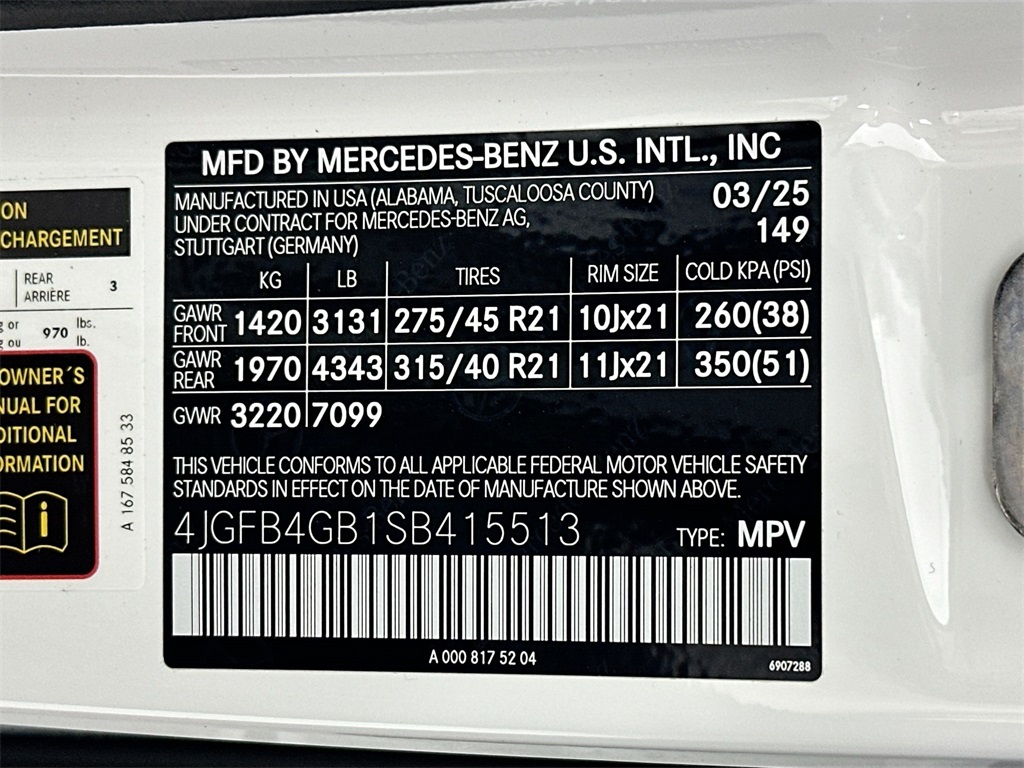 ON
CHARGEMENT
REAR
ARRIÈRE 3
g or
g ou 970 lbs.
lb.
OWNER´S
NUAL FOR
DITIONAL
ORMATION
i
A 167 584 85 33
MFD BY MERCEDES-BENZ U.S. INTL., INC
MANUFACTURED IN USA (ALABAMA, TUSCALOOSA COUNTY) 03/25
UNDER CONTRACT FOR MERCEDES-BENZ AG, 149
STUTTGART (GERMANY)
KG LB TIRES RIM SIZE COLD KPA (PSI)
GAWR FRONT 1420 3131 275/45 R21 10Jx21 260(38)
GAWR REAR 1970 4343 315/40 R21 11Jx21 350(51)
GVWR 3220 7099
THIS VEHICLE CONFORMS TO ALL APPLICABLE FEDERAL MOTOR VEHICLE SAFETY
STANDARDS IN EFFECT ON THE DATE OF MANUFACTURE SHOWN ABOVE.
4JGFB4GB1SB415513 TYPE: MPV
A 000 817 52 04
6907288